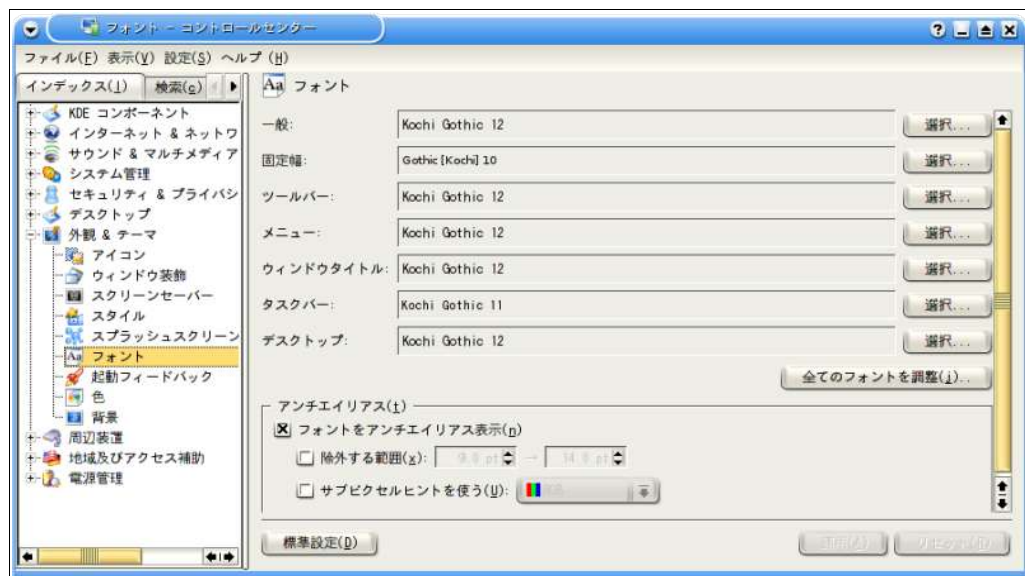 フォント - コントロールセンター
ファイル(F) 表示(V) 設定(S) ヘルプ (H)
インデックス(I) 検索(c)
KDE コンポーネント
インターネット & ネットワ
サウンド & マルチメディア
システム管理
セキュリティ & プライバシ
デスクトップ
外観 & テーマ
アイコン
ウィンドウ装飾
スクリーンセーバー
スタイル
スプラッシュスクリーン
Aa フォント
起動フィードバック
色
背景
周辺装置
地域及びアクセス補助
電源管理
Aa フォント
一般: Kochi Gothic 12 選択...
固定幅: Gothic [Kochi] 10 選択...
ツールバー: Kochi Gothic 12 選択...
メニュー: Kochi Gothic 12 選択...
ウィンドウタイトル: Kochi Gothic 12 選択...
タスクバー: Kochi Gothic 11 選択...
デスクトップ: Kochi Gothic 12 選択...
全てのフォントを調整(j)..
アンチエイリアス(t)
フォントをアンチエイリアス表示(n)
除外する範囲(x): pt → pt
サブピクセルヒントを使う(U):
標準設定(D)